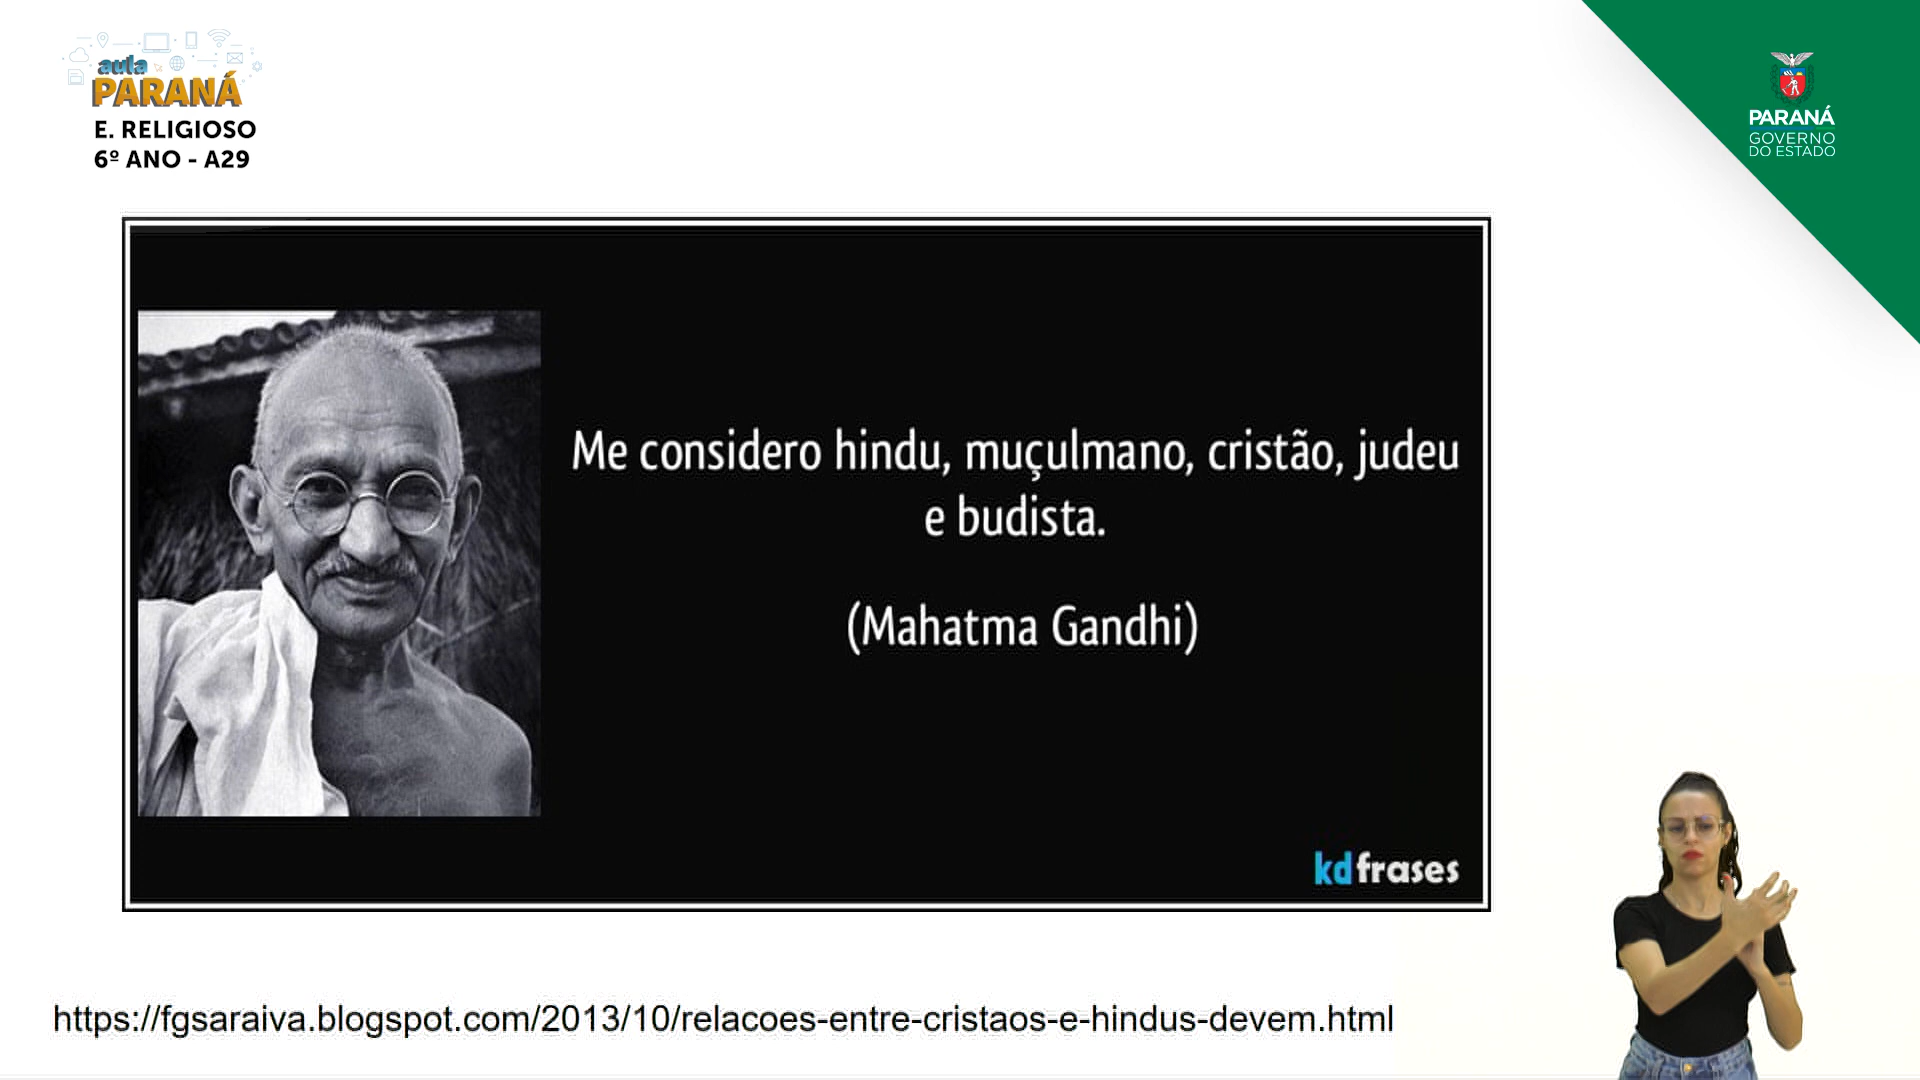 aula
PARANÁ
E. RELIGIOSO
6º ANO - A29
PARANÁ
GOVERNO
DO ESTADO
Me considero hindu, muçulmano, cristão, judeu
e budista.
(Mahatma Gandhi)
kdfrases
https://fgsaraiva.blogspot.com/2013/10/relacoes-entre-cristaos-e-hindus-devem.html